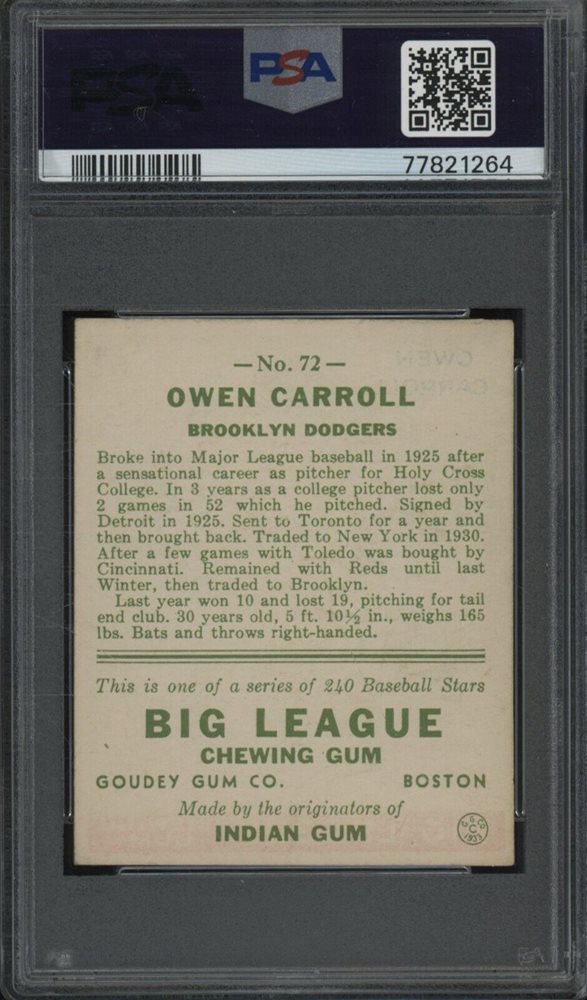 PSA
PSA
77821264
— No. 72 —
OWEN CARROLL
BROOKLYN DODGERS
Broke into Major League baseball in 1925 after
a sensational career as pitcher for Holy Cross
College. In 3 years as a college pitcher lost only
2 games in 52 which he pitched. Signed by
Detroit in 1925. Sent to Toronto for a year and
then brought back. Traded to New York in 1930.
After a few games with Toledo was bought by
Cincinnati. Remained with Reds until last
Winter, then traded to Brooklyn.
Last year won 10 and lost 19, pitching for tail
end club. 30 years old, 5 ft. 10½ in., weighs 165
lbs. Bats and throws right-handed.
This is one of a series of 240 Baseball Stars
BIG LEAGUE
CHEWING GUM
GOUDEY GUM CO. BOSTON
Made by the originators of
INDIAN GUM
G.G.CO.
C
1933